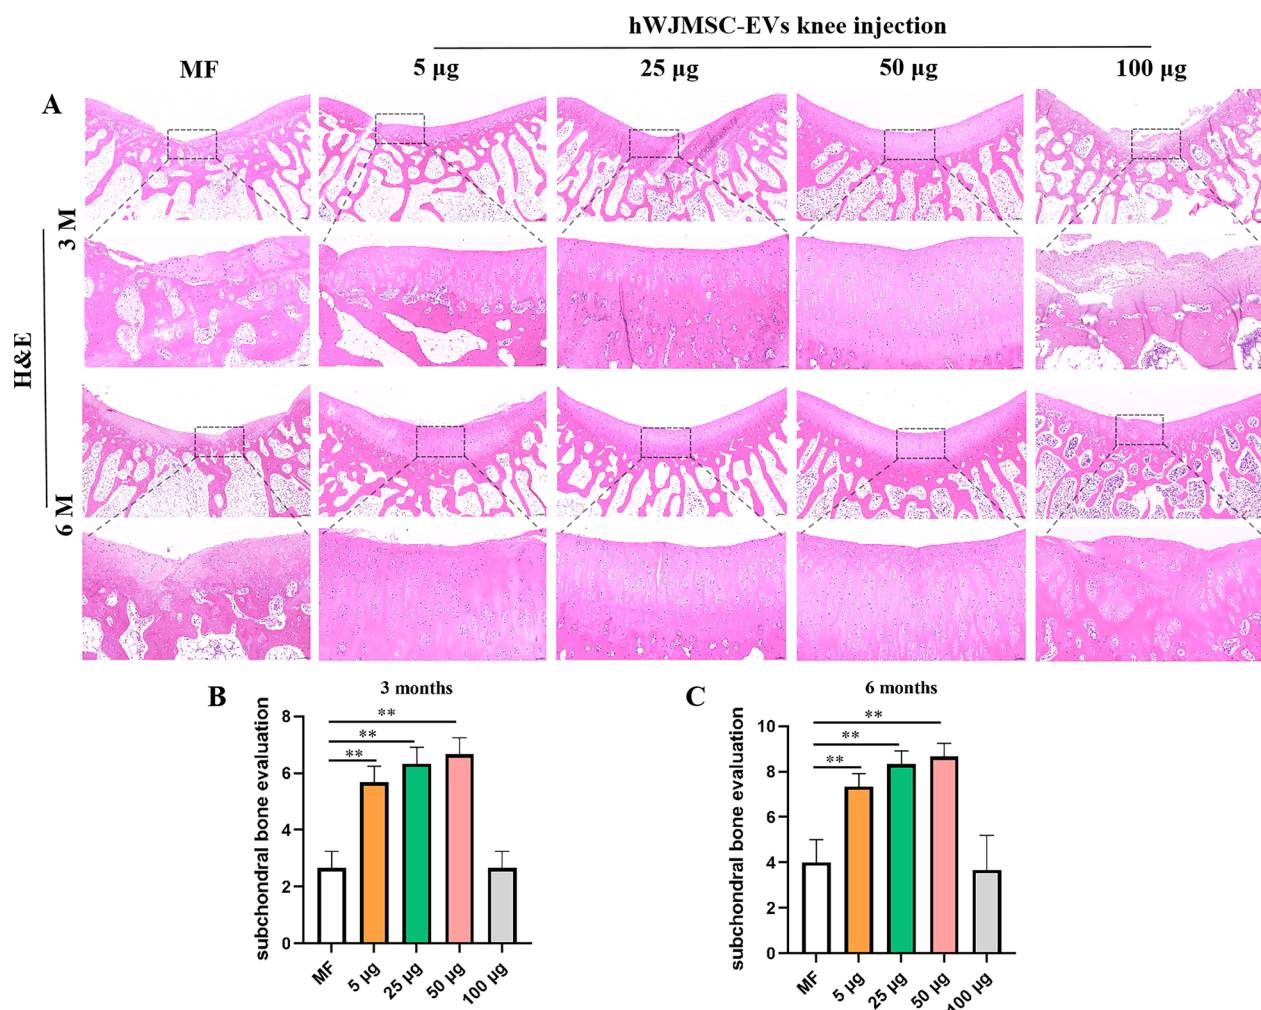 hWJMSC-EVs knee injection
MF
5 µg
25 µg
50 µg
100 µg
A
3 M
H&E
6 M
B
3 months
subchondral bone evaluation
8
6
4
2
0
**
**
**
MF
5 µg
25 µg
50 µg
100 µg
C
6 months
subchondral bone evaluation
10
8
6
4
2
0
**
**
**
MF
5 µg
25 µg
50 µg
100 µg